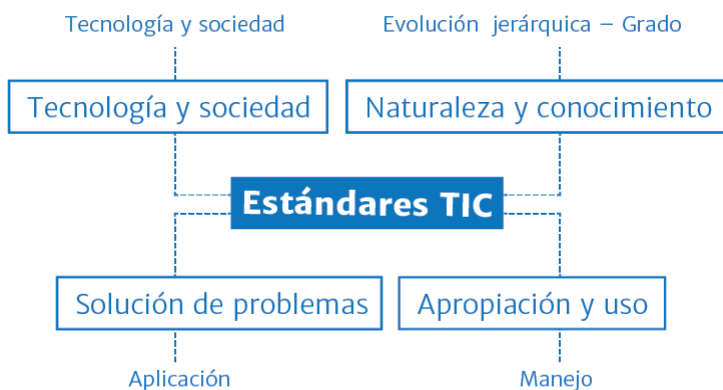 Tecnología y sociedad
Evolución jerárquica – Grado
Tecnología y sociedad
Naturaleza y conocimiento
Estándares TIC
Solución de problemas
Apropiación y uso
Aplicación
Manejo